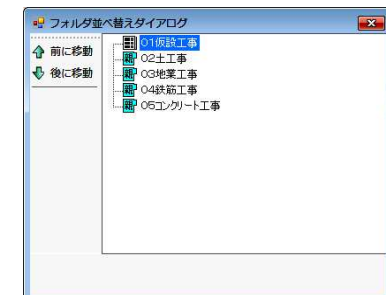 フォルダ並べ替えダイアログ
前に移動
後に移動
01仮設工事
02土工事
03地業工事
04鉄筋工事
05コンクリート工事